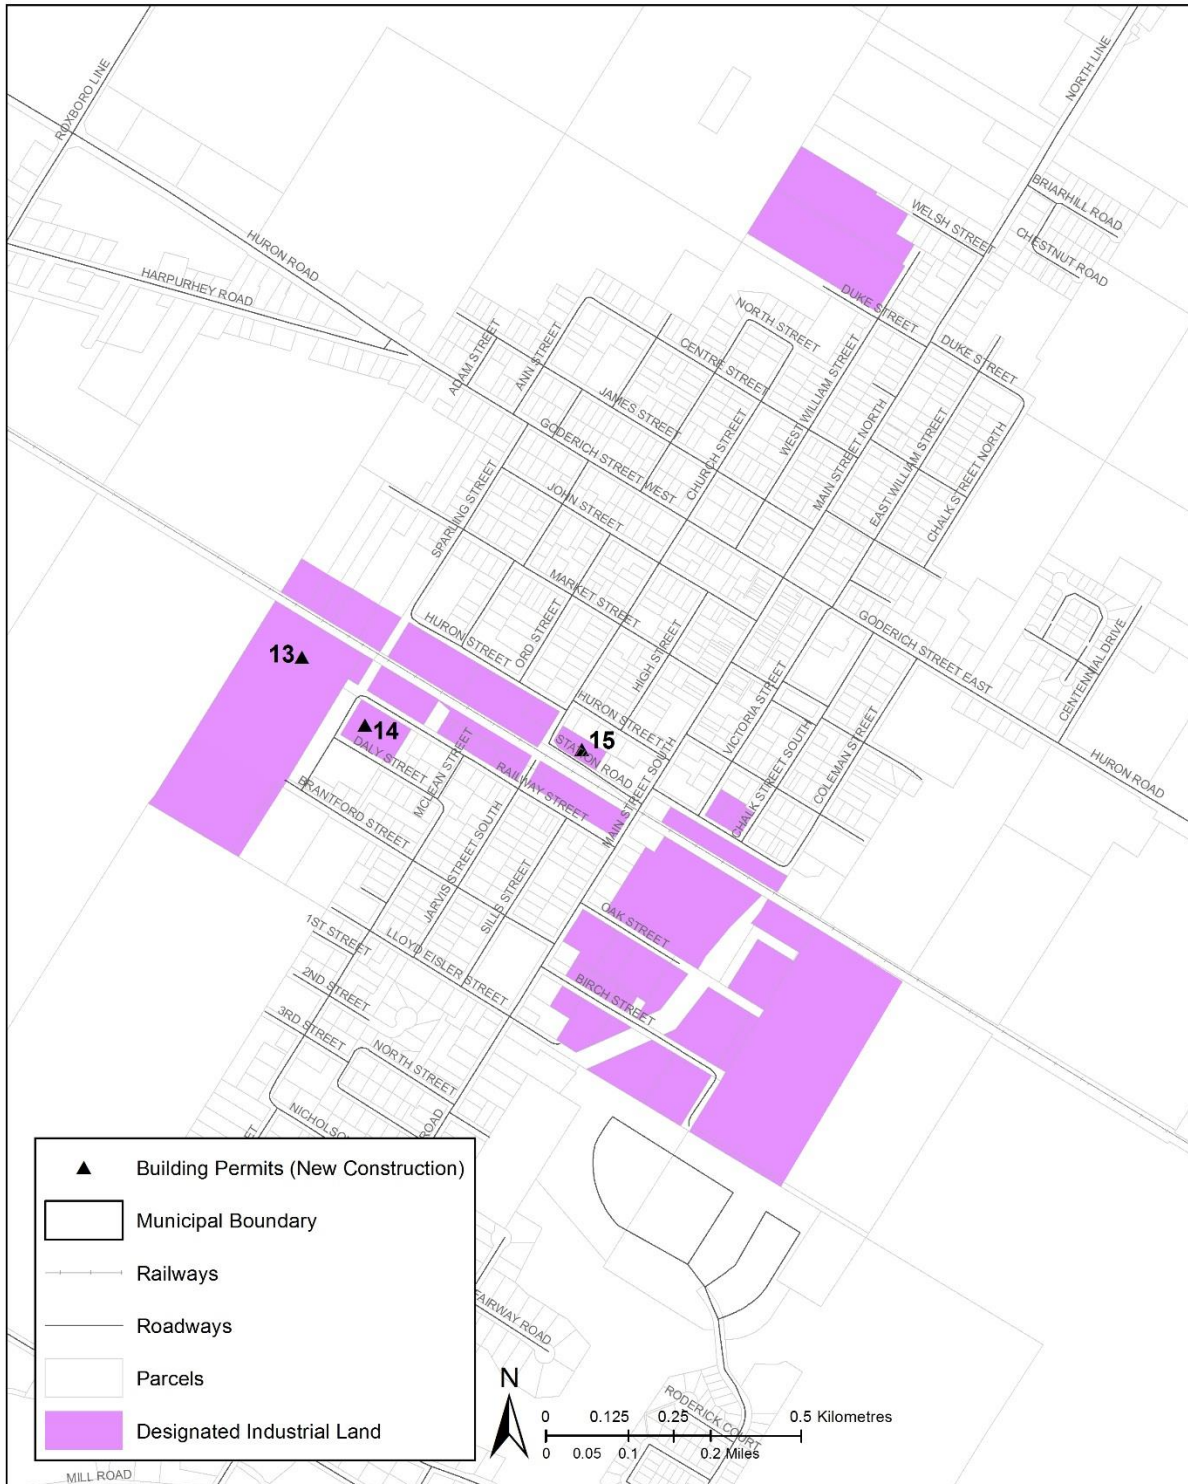 ROXBORO LINE
NORTH LINE
BRIARHILL ROAD
WELSH STREET
CHESTNUT ROAD
HURON ROAD
HARPURHEY ROAD
DUKE STREET
DUKE STREET
NORTH STREET
CENTRE STREET
ADAM STREET
ANN STREET
JAMES STREET
WEST WILLIAM STREET
CHURCH STREET
MAIN STREET NORTH
EAST WILLIAM STREET
CHALK STREET NORTH
GODERICH STREET WEST
JOHN STREET
SPARLING STREET
MARKET STREET
HURON STREET
ORD STREET
HIGH STREET
GODERICH STREET EAST
CENTENNIAL DRIVE
13
14
15
HURON STREET
STATION ROAD
VICTORIA STREET
COLEMAN STREET
CHALK STREET SOUTH
MAIN STREET SOUTH
HURON ROAD
DALY STREET
MCLEAN STREET
RAILWAY STREET
BRANTFORD STREET
JARVIS STREET SOUTH
SILLS STREET
OAK STREET
1ST STREET
LLOYD EISLER STREET
2ND STREET
BIRCH STREET
3RD STREET
NORTH STREET
ROAD
FAIRWAY ROAD
RODERICK COURT
MILL ROAD
Building Permits (New Construction)
Municipal Boundary
Railways
Roadways
Parcels
Designated Industrial Land
N
0 0.125 0.25 0.5 Kilometres
0 0.05 0.1 0.2 Miles